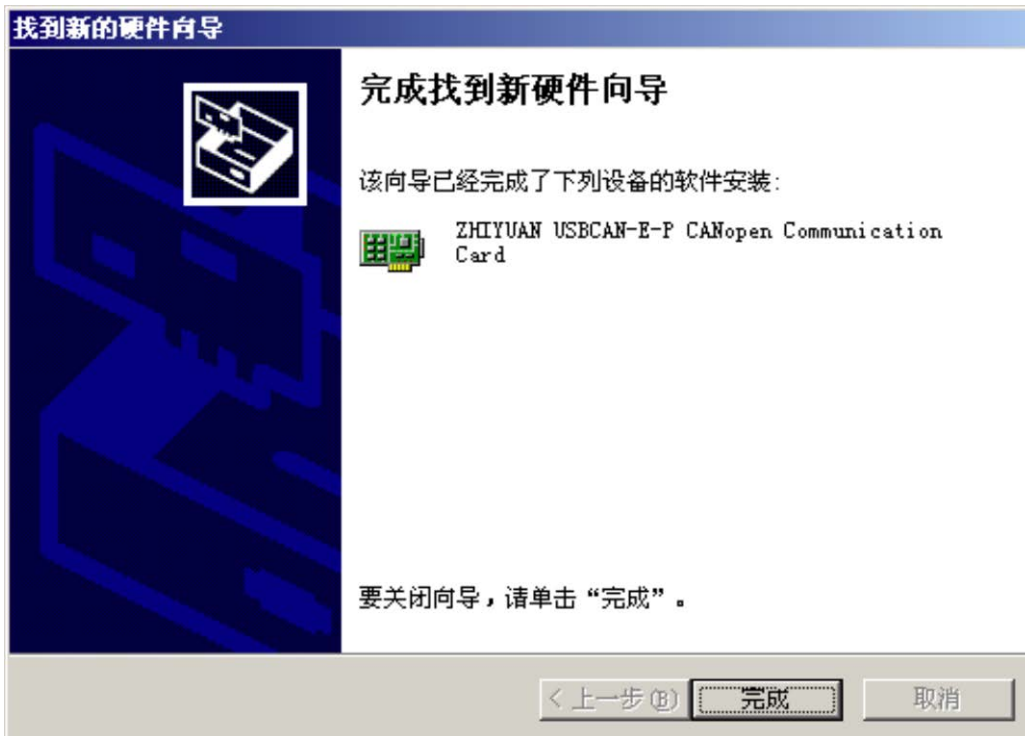 找到新的硬件向导
完成找到新硬件向导
该向导已经完成了下列设备的软件安装:
ZHIYUAN USBCAN-E-P CANopen Communication
Card
要关闭向导，请单击“完成”。
< 上一步(B) 完成 取消